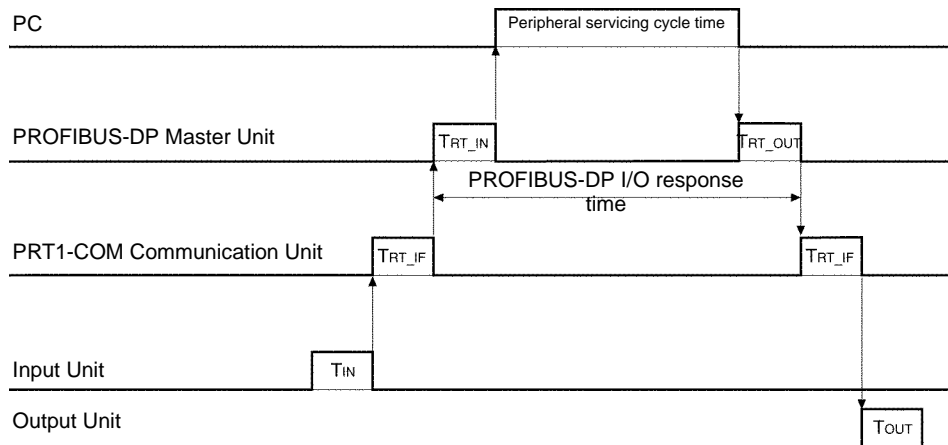 PC
Peripheral servicing cycle time
PROFIBUS-DP Master Unit
TRT_IN
TRT_OUT
PROFIBUS-DP I/O response
time
PRT1-COM Communication Unit
TRT_IF
TRT_IF
Input Unit
TIN
Output Unit
TOUT